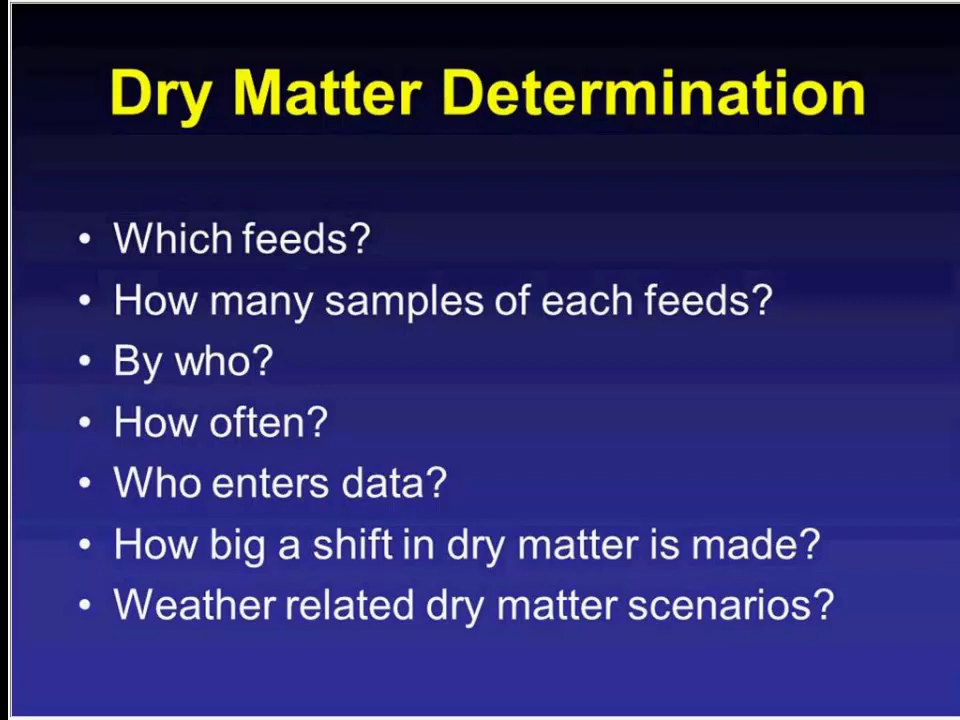 Dry Matter Determination
• Which feeds?
• How many samples of each feeds?
• By who?
• How often?
• Who enters data?
• How big a shift in dry matter is made?
• Weather related dry matter scenarios?